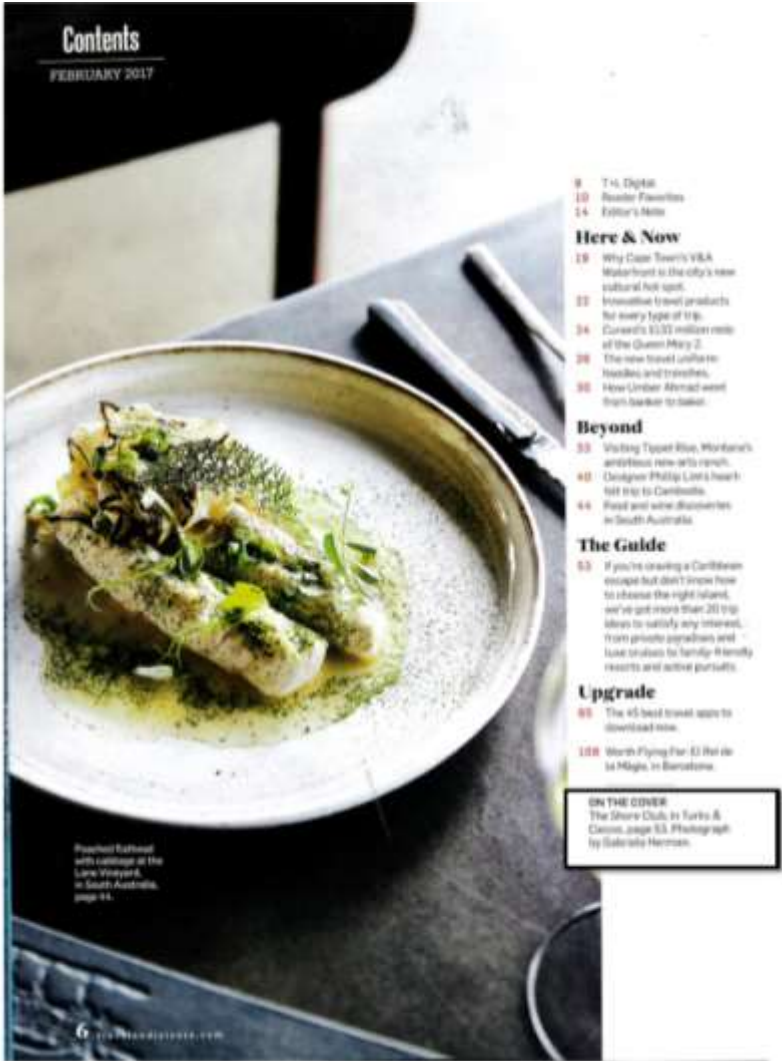 Contents
FEBRUARY 2017
8 T+L Digital
10 Reader Favorites
14 Editor's Note
Here & Now
19 Why Cape Town's V&A
Waterfront is the city's new
cultural hot spot.
22 Innovative travel products
for every type of trip.
24 Cunard's $132 million redo
of the Queen Mary 2.
The new travel uniform:
hoodies and trenches.
30 How Umber Ahmad went
from banker to baker.
Beyond
Visiting Tippet Rise, Montana's
ambitious new arts ranch.
40 Designer Phillip Lim's heart-
felt trip to Cambodia.
44 Food and wine discoveries
in South Australia.
The Guide
53 If you're craving a Caribbean
escape but don't know how
to choose the right island,
we've got more than 20 trip
ideas to satisfy any interest,
from private paradises and
luxe cruises to family-friendly
resorts and active pursuits.
Upgrade
The 45 best travel apps to
download now.
108 Worth Flying For: El Rei de
la Màgia, in Barcelona.
ON THE COVER
The Shore Club, in Turks &
Caicos, page 53. Photograph
by Gabriela Herman.
Poached flathead
with cabbage at the
Lane Vineyard,
in South Australia,
page 44.
6 travelandleisure.com